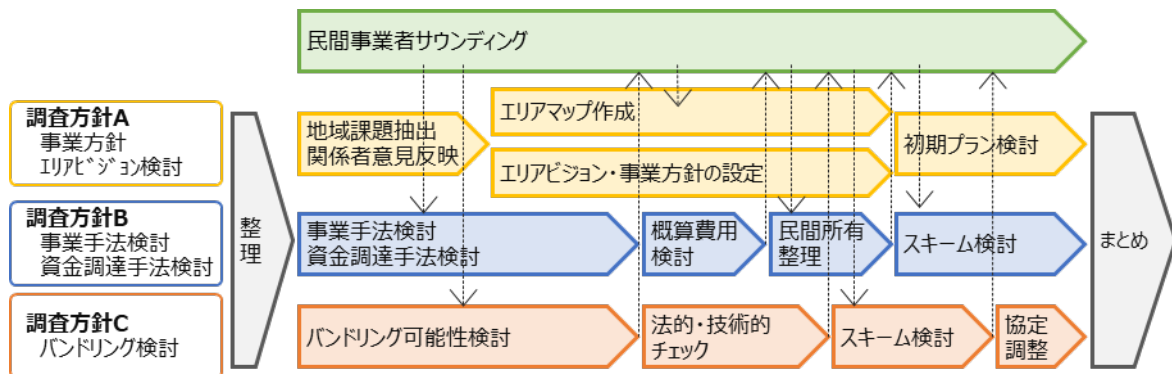 民間事業者サウンディング
調査方針A
事業方針
エリアビジョン検討
調査方針B
事業手法検討
資金調達手法検討
調査方針C
バンドリング検討
整
理
地域課題抽出
関係者意見反映
エリアマップ作成
エリアビジョン・事業方針の設定
初期プラン検討
事業手法検討
資金調達手法検討
概算費用
検討
民間所有
整理
スキーム検討
バンドリング可能性検討
法的・技術的
チェック
スキーム検討
協定
調整
まとめ